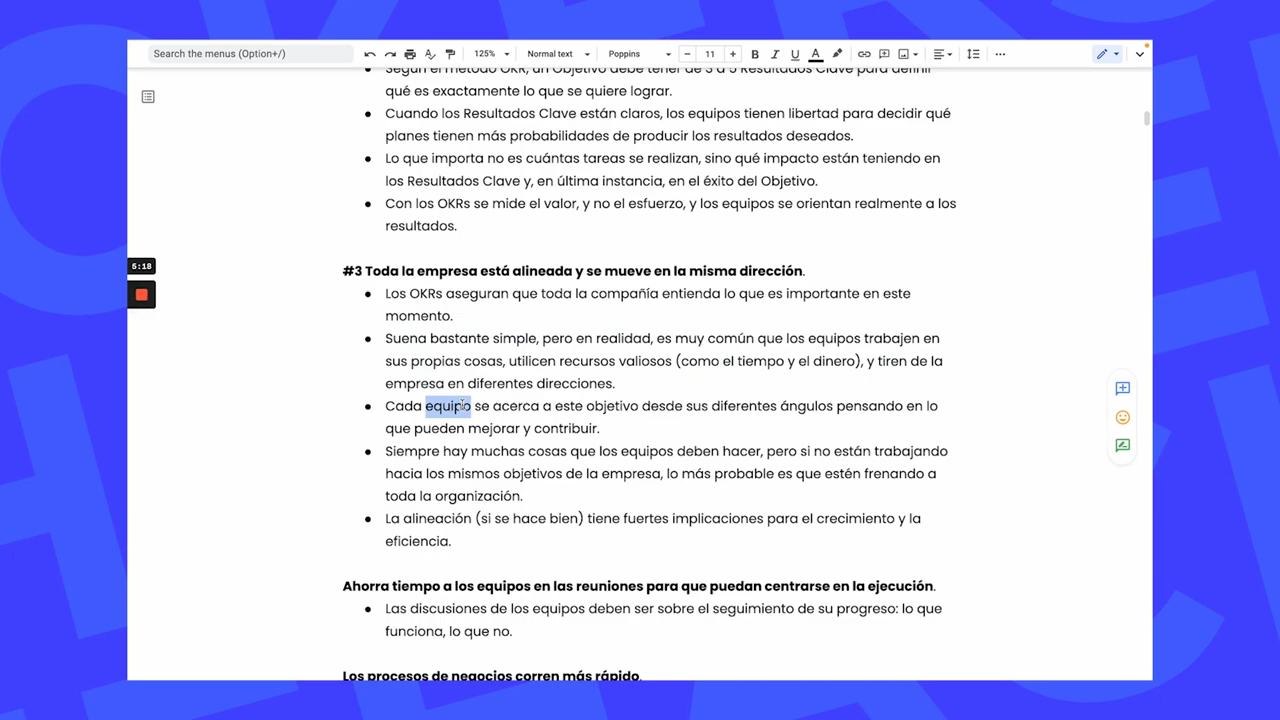 Search the menus (Option+/)
125%
Normal text
Poppins
11
B I U A
Según el método OKR, un Objetivo debe tener de 3 a 5 Resultados Clave para definir
qué es exactamente lo que se quiere lograr.
Cuando los Resultados Clave están claros, los equipos tienen libertad para decidir qué
planes tienen más probabilidades de producir los resultados deseados.
Lo que importa no es cuántas tareas se realizan, sino qué impacto están teniendo en
los Resultados Clave y, en última instancia, en el éxito del Objetivo.
Con los OKRs se mide el valor, y no el esfuerzo, y los equipos se orientan realmente a los
resultados.
5:18
#3 Toda la empresa está alineada y se mueve en la misma dirección.
Los OKRs aseguran que toda la compañía entienda lo que es importante en este
momento.
Suena bastante simple, pero en realidad, es muy común que los equipos trabajen en
sus propias cosas, utilicen recursos valiosos (como el tiempo y el dinero), y tiren de la
empresa en diferentes direcciones.
Cada equipo se acerca a este objetivo desde sus diferentes ángulos pensando en lo
que pueden mejorar y contribuir.
Siempre hay muchas cosas que los equipos deben hacer, pero si no están trabajando
hacia los mismos objetivos de la empresa, lo más probable es que estén frenando a
toda la organización.
La alineación (si se hace bien) tiene fuertes implicaciones para el crecimiento y la
eficiencia.
Ahorra tiempo a los equipos en las reuniones para que puedan centrarse en la ejecución.
Las discusiones de los equipos deben ser sobre el seguimiento de su progreso: lo que
funciona, lo que no.
Los procesos de negocios corren más rápido.